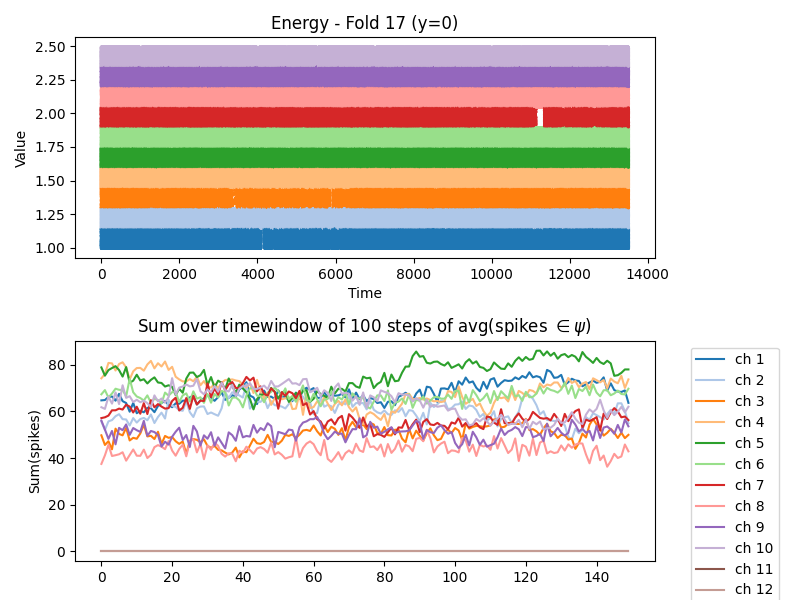 Energy - Fold 17 (y=0)
2.50
2.25
2.00
1.75
1.50
1.25
1.00
Value
0 2000 4000 6000 8000 10000 12000 14000
Time
Sum over timewindow of 100 steps of avg(spikes ∈ ψ)
80
60
40
20
0
Sum(spikes)
0 20 40 60 80 100 120 140
ch 1
ch 2
ch 3
ch 4
ch 5
ch 6
ch 7
ch 8
ch 9
ch 10
ch 11
ch 12